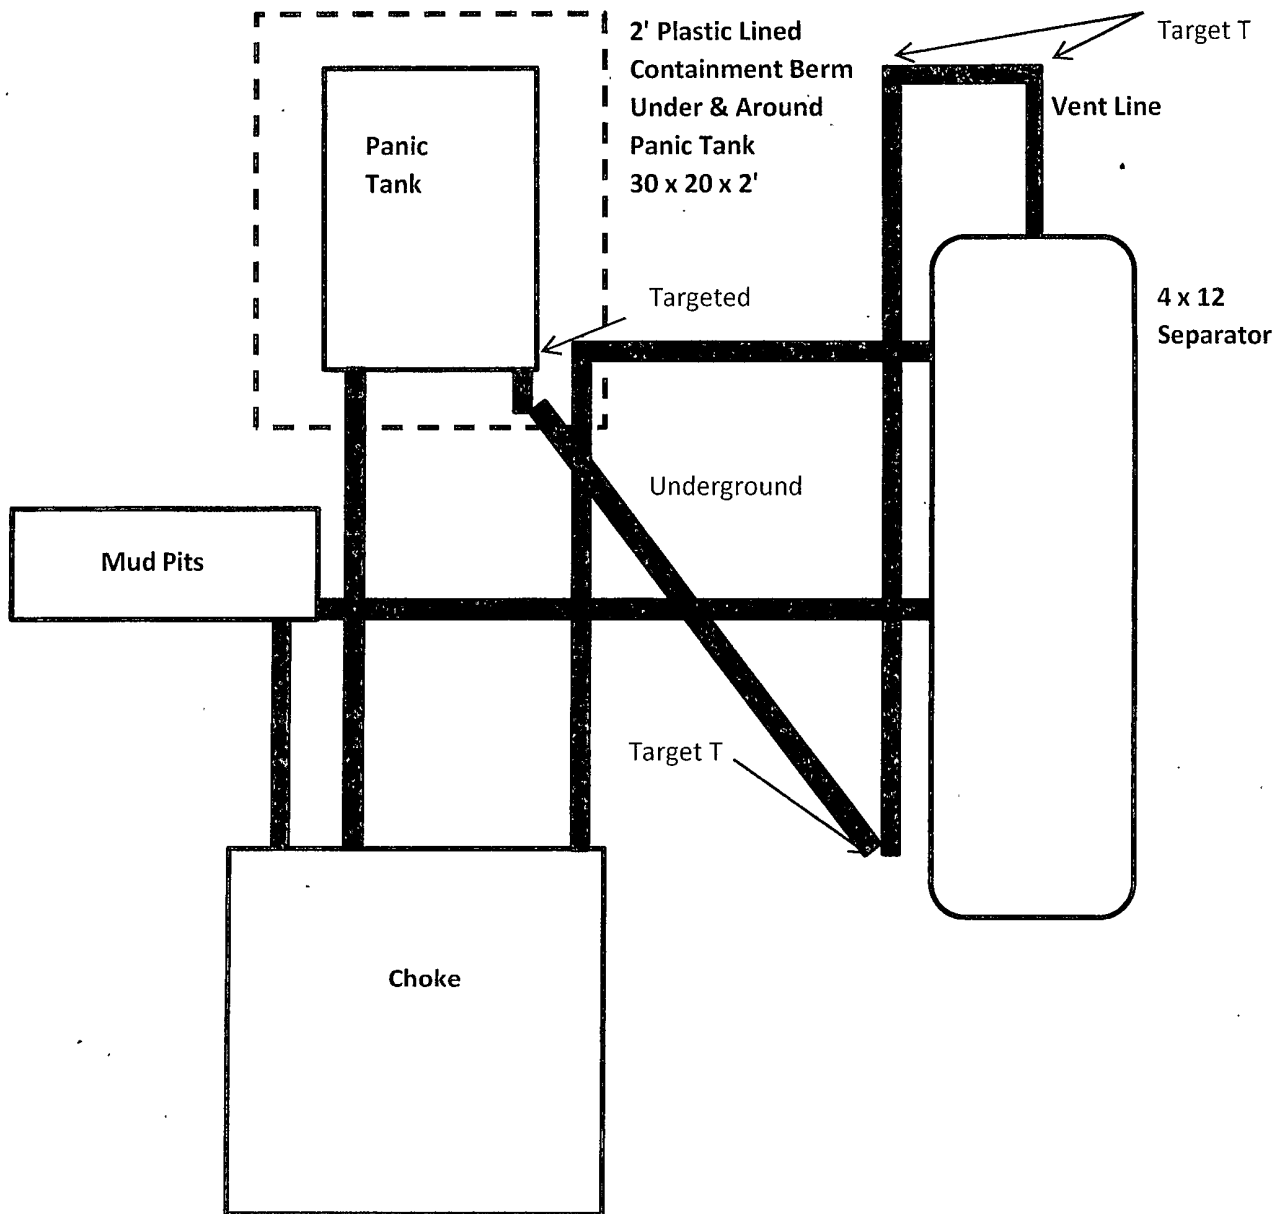 2' Plastic Lined
Containment Berm
Under & Around
Panic Tank
30 x 20 x 2'
Target T
Vent Line
Panic
Tank
Targeted
4 x 12
Separator
Underground
Mud Pits
Target T
Choke